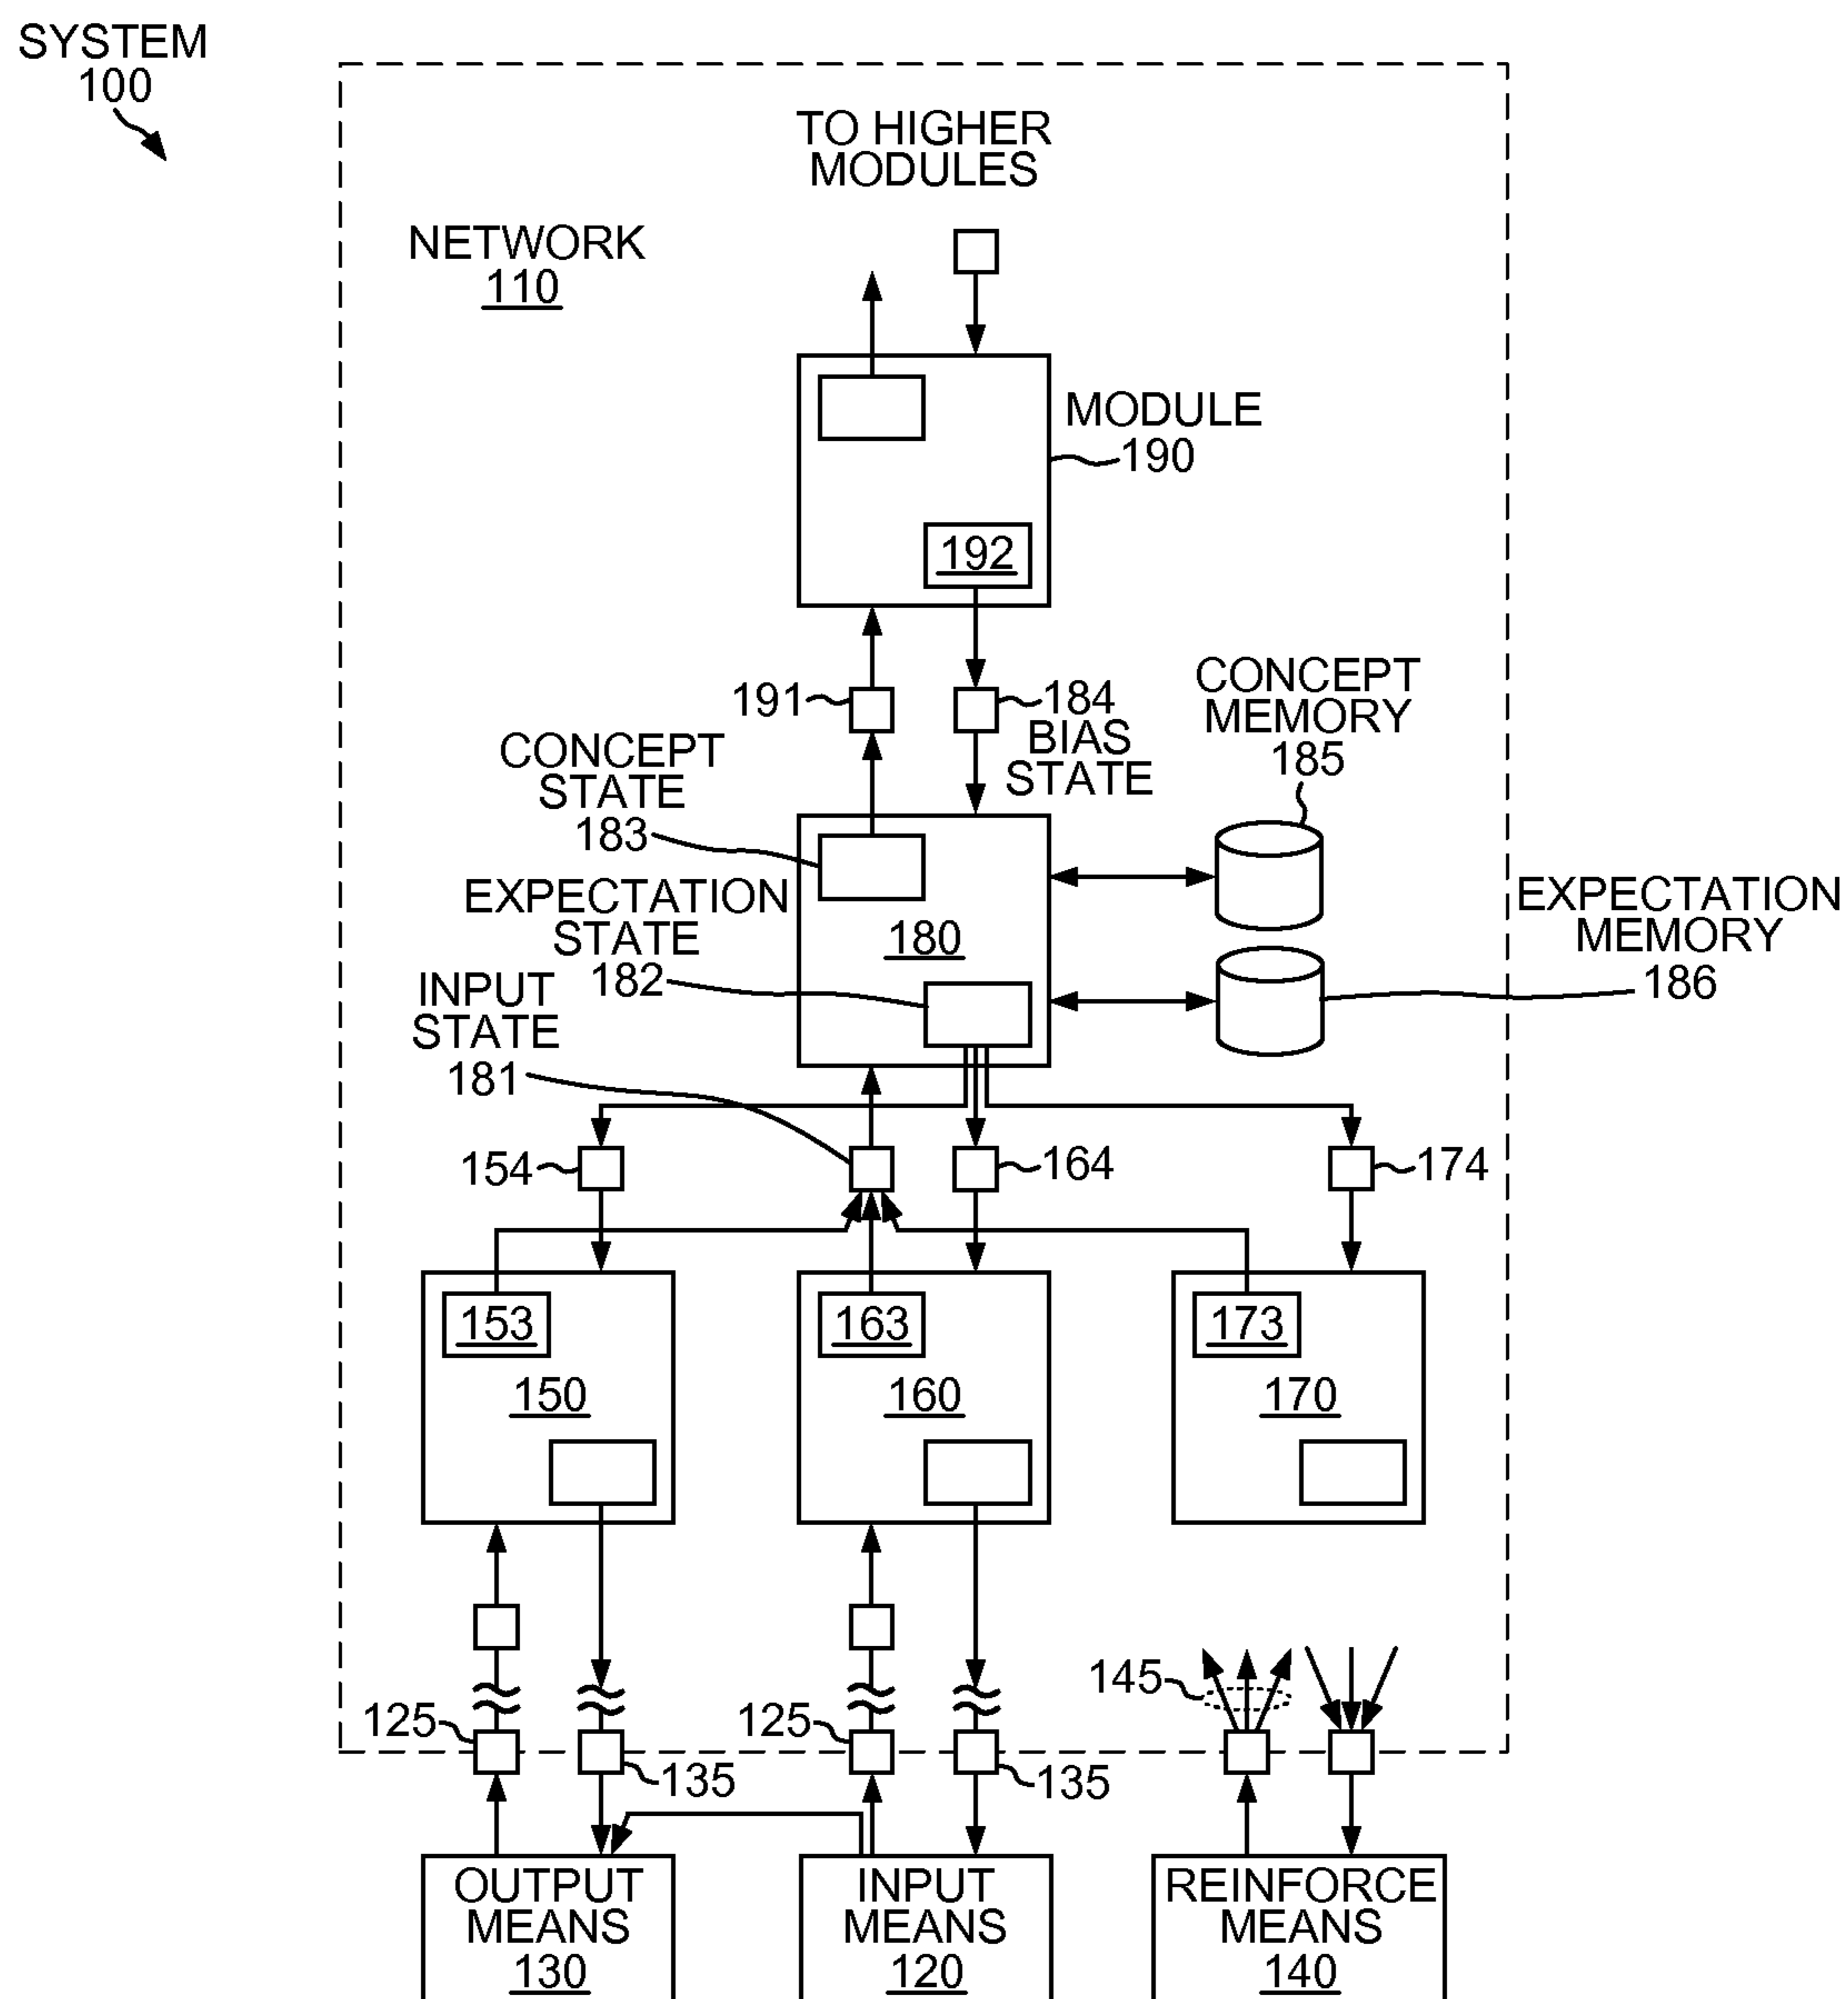 SYSTEM
100
TO HIGHER
MODULES
NETWORK
110
MODULE
190
192
191
184
BIAS
STATE
CONCEPT
MEMORY
185
CONCEPT
STATE
183
EXPECTATION
STATE
182
180
EXPECTATION
MEMORY
186
INPUT
STATE
181
154
164
174
153
163
173
150
160
170
145
125
125
135
135
OUTPUT
MEANS
130
INPUT
MEANS
120
REINFORCE
MEANS
140